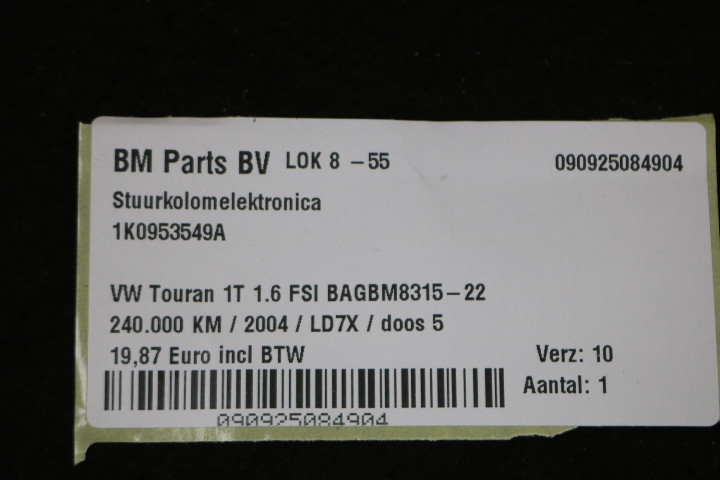 BM Parts BV LOK 8 -55 090925084904
Stuurkolomelektronica
1K0953549A
VW Touran 1T 1.6 FSI BAGBM8315-22
240.000 KM / 2004 / LD7X / doos 5
19,87 Euro incl BTW Verz: 10
Aantal: 1
090925084904